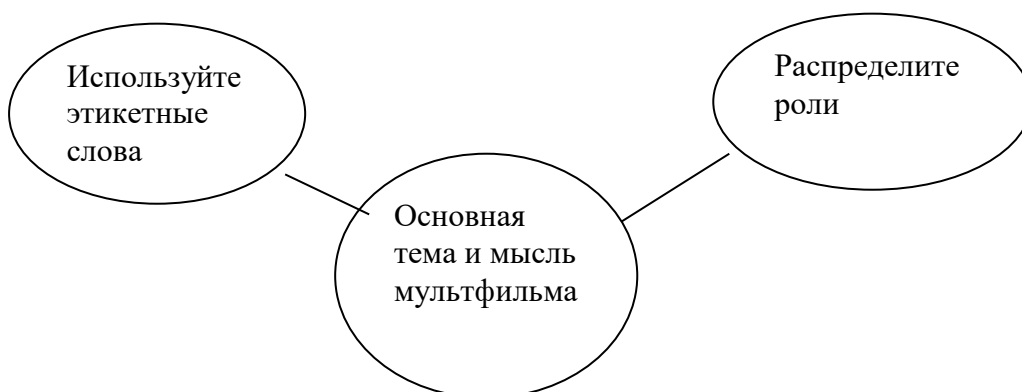 Используйте
этикетные
слова
Распределите
роли
Основная
тема и мысль
мультфильма